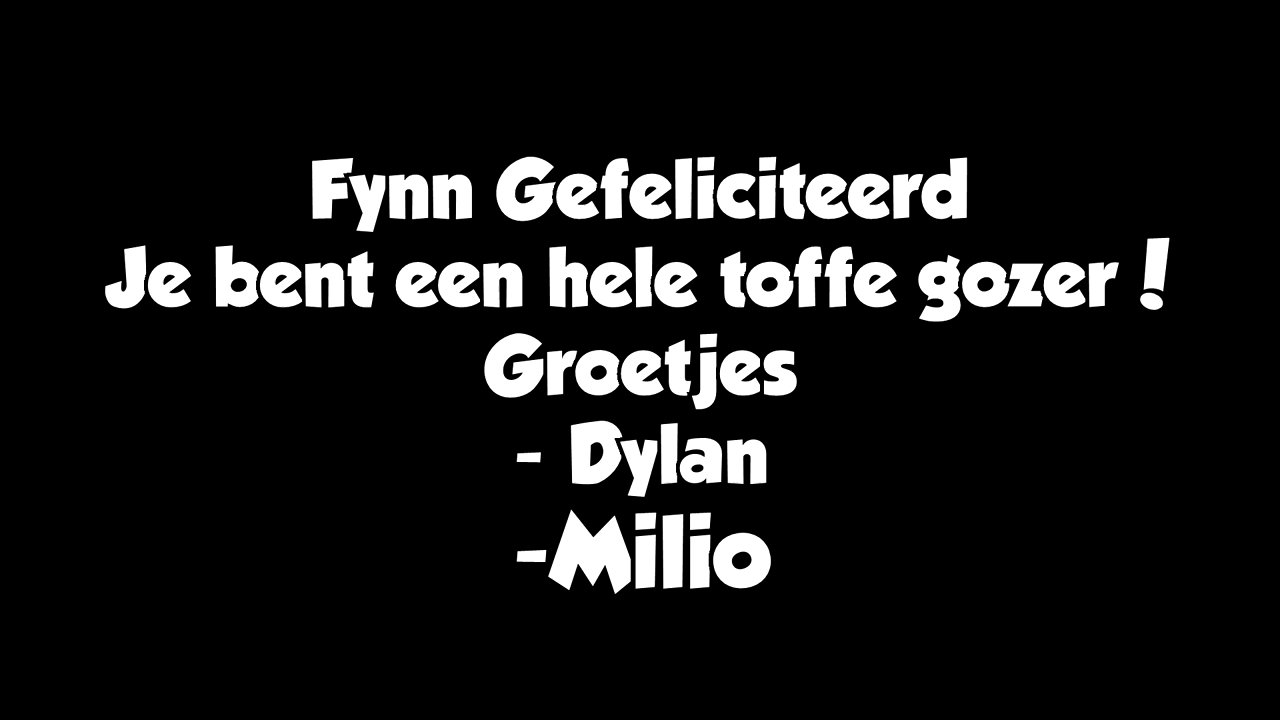 Fynn Gefeliciteerd
Je bent een hele toffe gozer !
Groetjes
- Dylan
-Milio